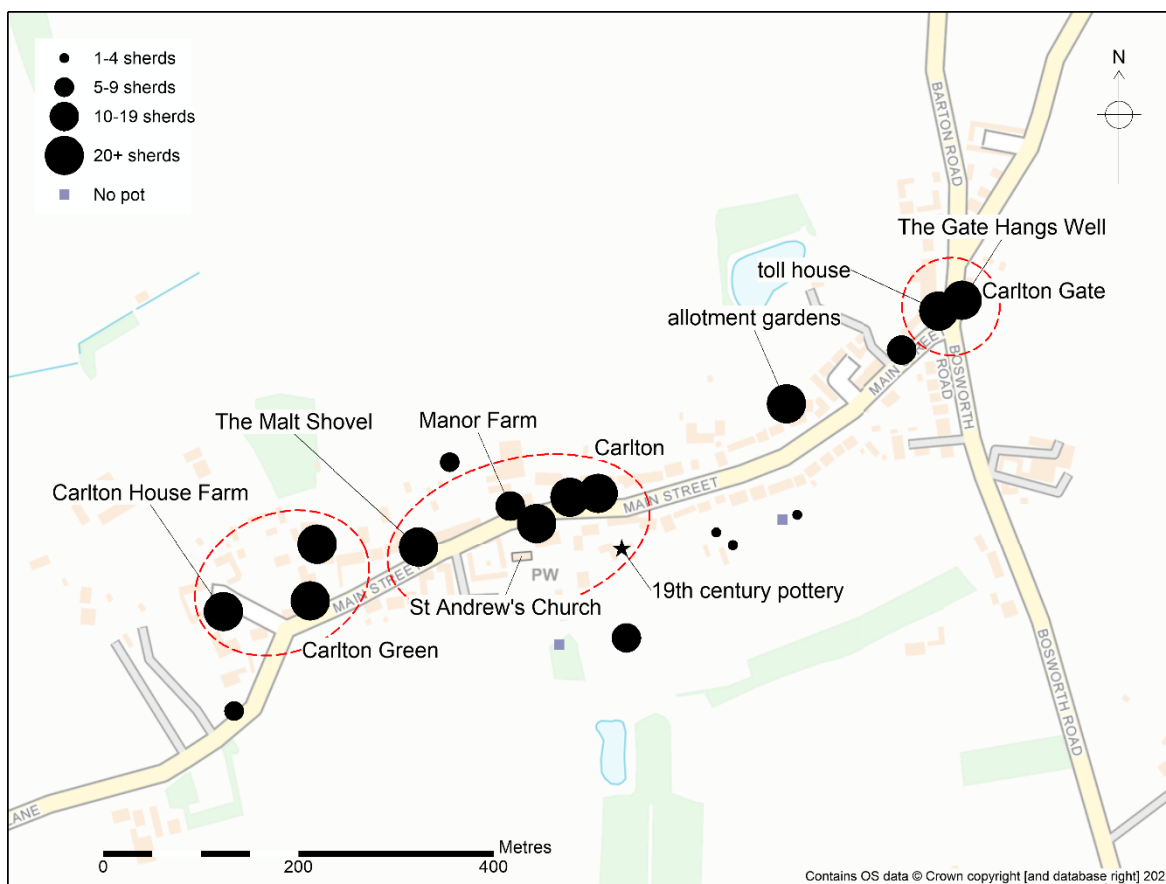 1-4 sherds
5-9 sherds
10-19 sherds
20+ sherds
No pot
N
BARTON ROAD
The Gate Hangs Well
toll house
Carlton Gate
allotment gardens
MAIN STREET
BOSWORTH
ROAD
The Malt Shovel
Manor Farm
Carlton
Carlton House Farm
MAIN STREET
MAIN STREET
PW
19th century pottery
St Andrew's Church
Carlton Green
BOSWORTH ROAD
LANE
Metres
0
200
400
Contains OS data © Crown copyright [and database right] 202